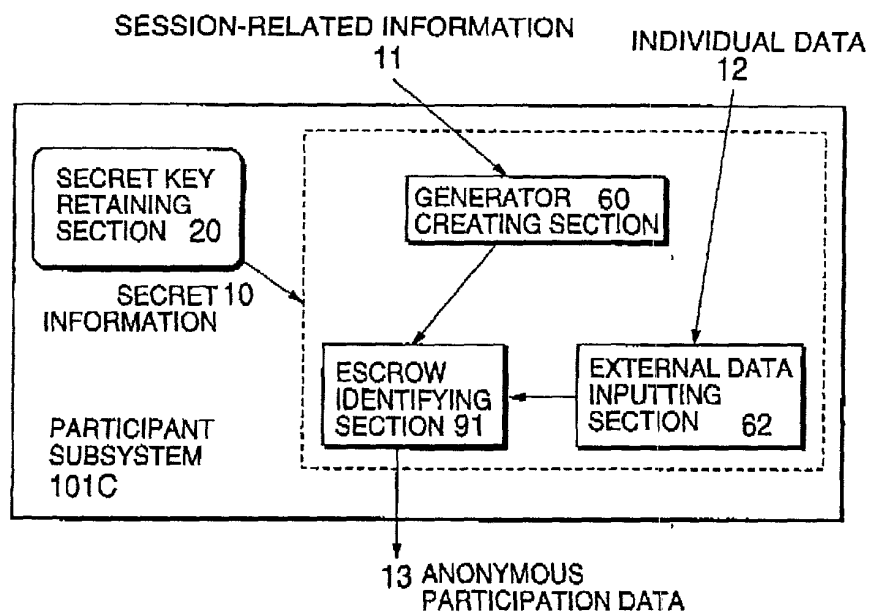 SESSION-RELATED INFORMATION
11
INDIVIDUAL DATA
12
SECRET KEY
RETAINING
SECTION 20
GENERATOR 60
CREATING SECTION
SECRET 10
INFORMATION
ESCROW
IDENTIFYING
SECTION 91
EXTERNAL DATA
INPUTTING
SECTION 62
PARTICIPANT
SUBSYSTEM
101C
13 ANONYMOUS
PARTICIPATION DATA